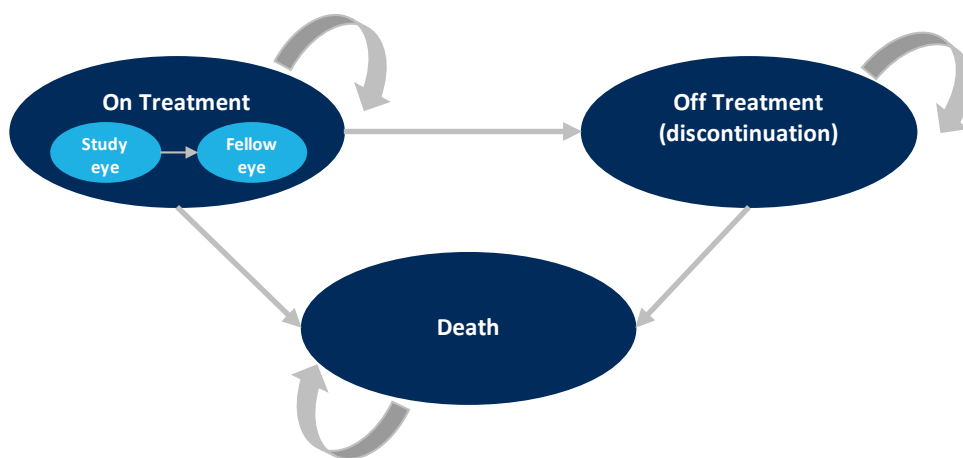 On Treatment
Study
eye
Fellow
eye
Off Treatment
(discontinuation)
Death